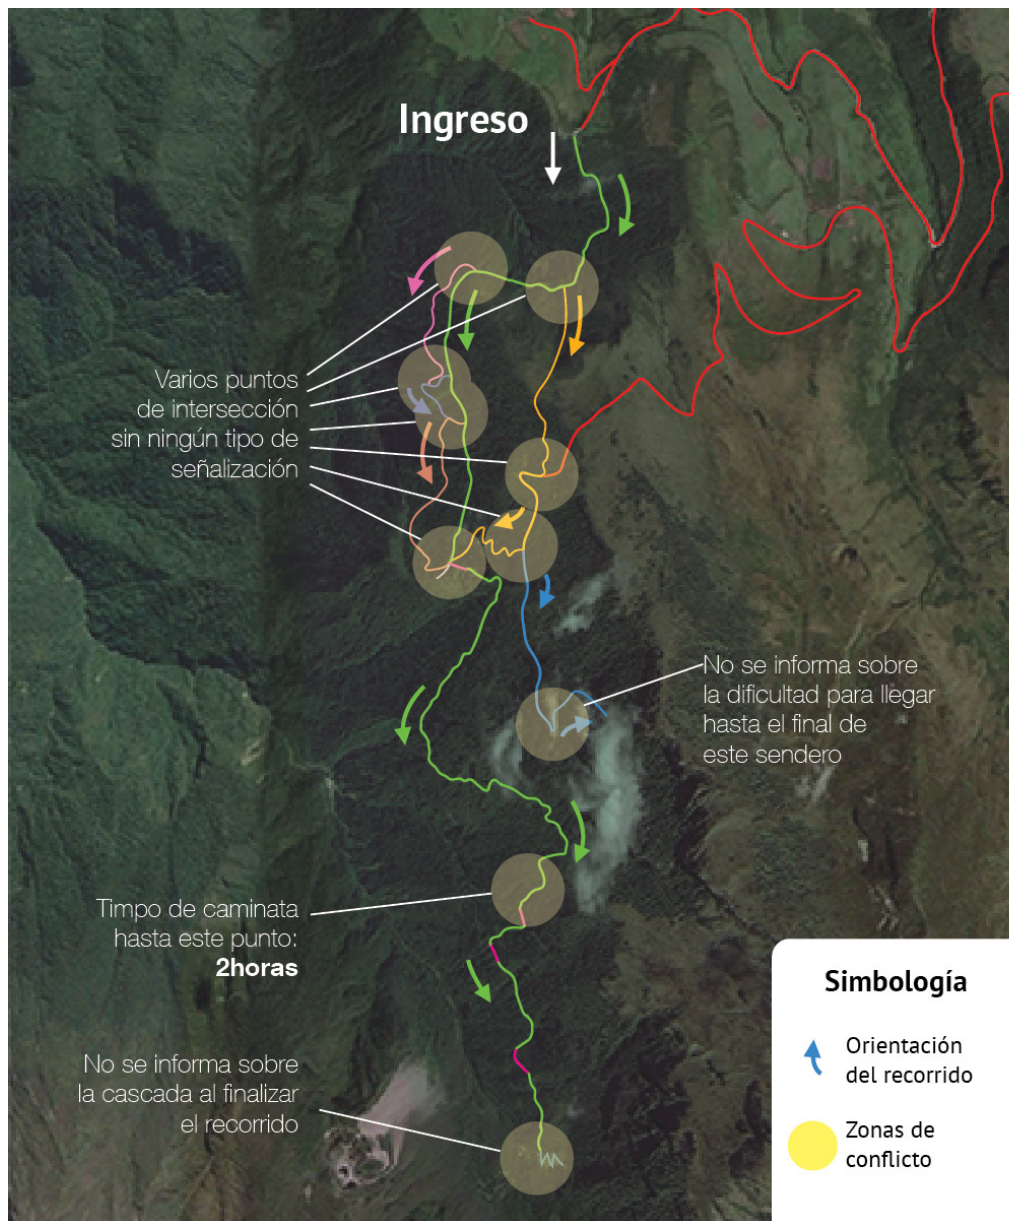 Ingreso
Varios puntos
de intersección
sin ningún tipo de
señalización
No se informa sobre
la dificultad para llegar
hasta el final de
este sendero
Timpo de caminata
hasta este punto:
2horas
No se informa sobre
la cascada al finalizar
el recorrido
Simbología
Orientación
del recorrido
Zonas de
conflicto